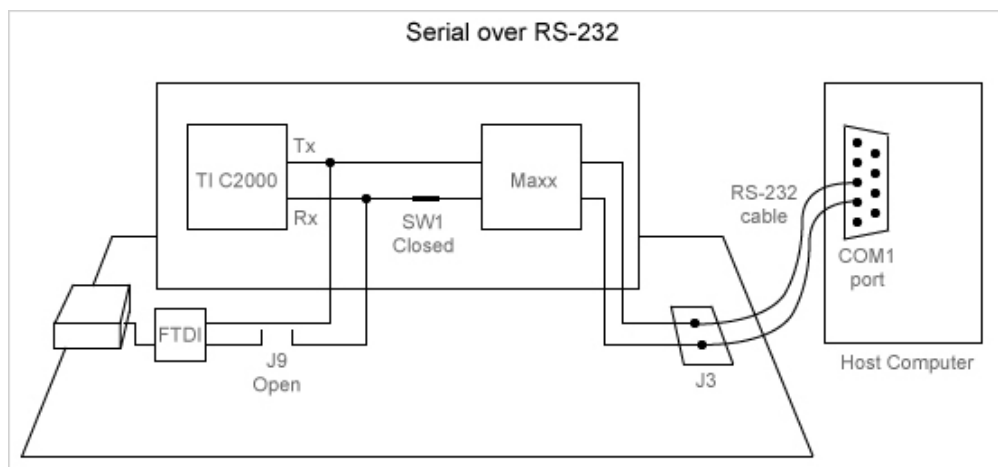 Serial over RS-232
TI C2000
Tx
Rx
SW1
Closed
Maxx
RS-232
cable
COM1
port
Host Computer
FTDI
J9
Open
J3